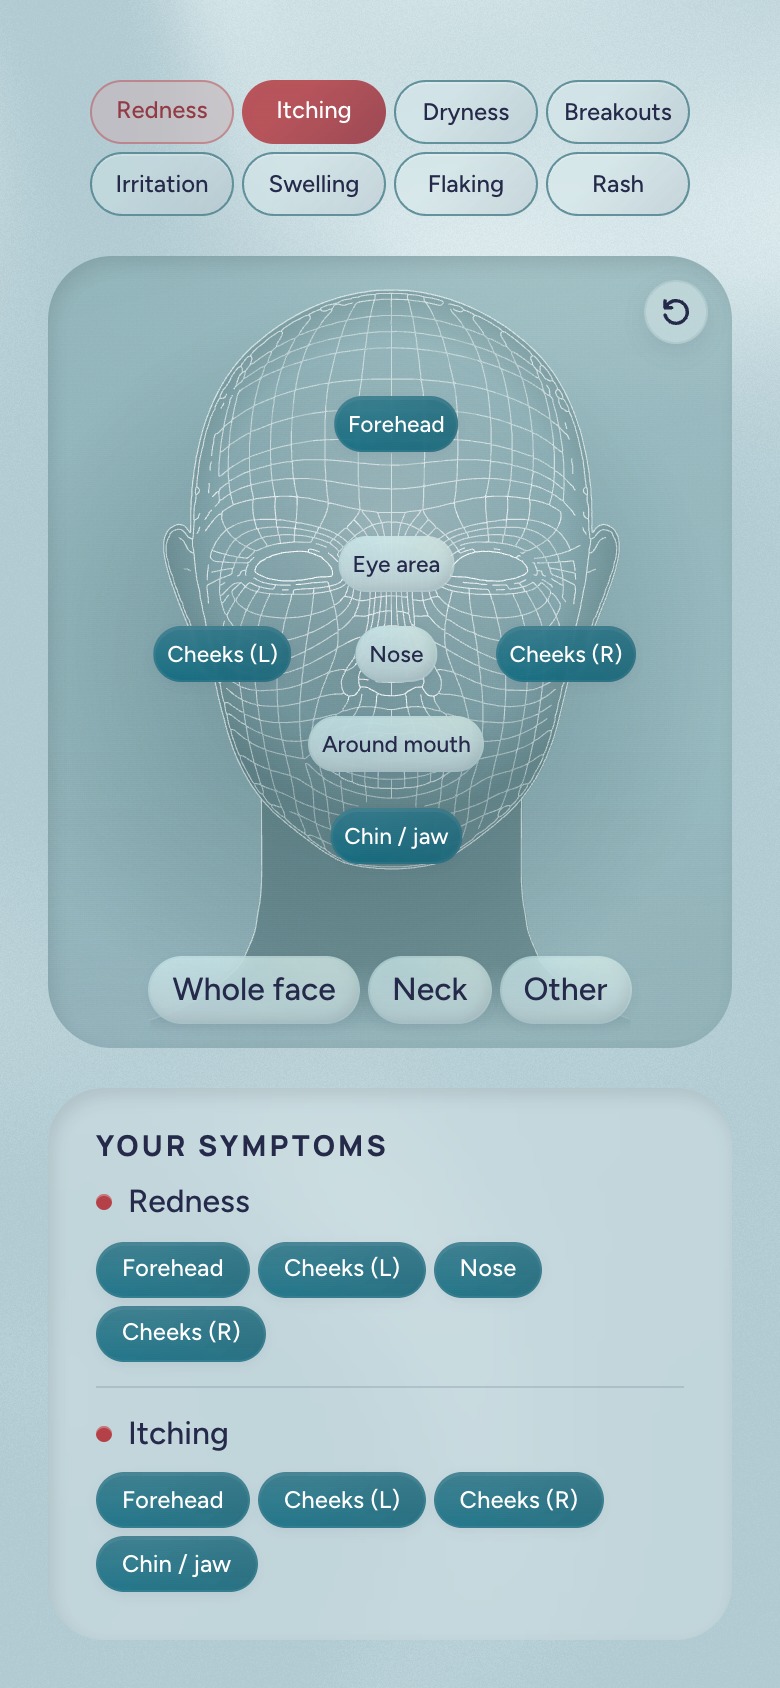 Redness Itching Dryness Breakouts
Irritation Swelling Flaking Rash
Forehead
Eye area
Cheeks (L) Nose Cheeks (R)
Around mouth
Chin / jaw
Whole face Neck Other
YOUR SYMPTOMS
Redness
Forehead Cheeks (L) Nose
Cheeks (R)
Itching
Forehead Cheeks (L) Cheeks (R)
Chin / jaw